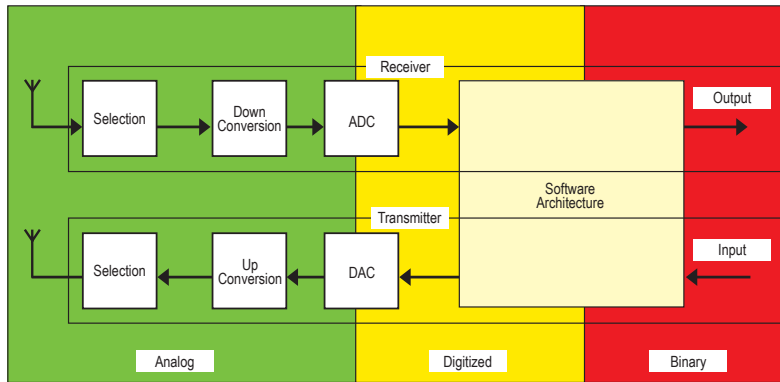 Receiver
Selection
Down
Conversion
ADC
Output
Software
Architecture
Transmitter
Selection
Up
Conversion
DAC
Input
Analog
Digitized
Binary